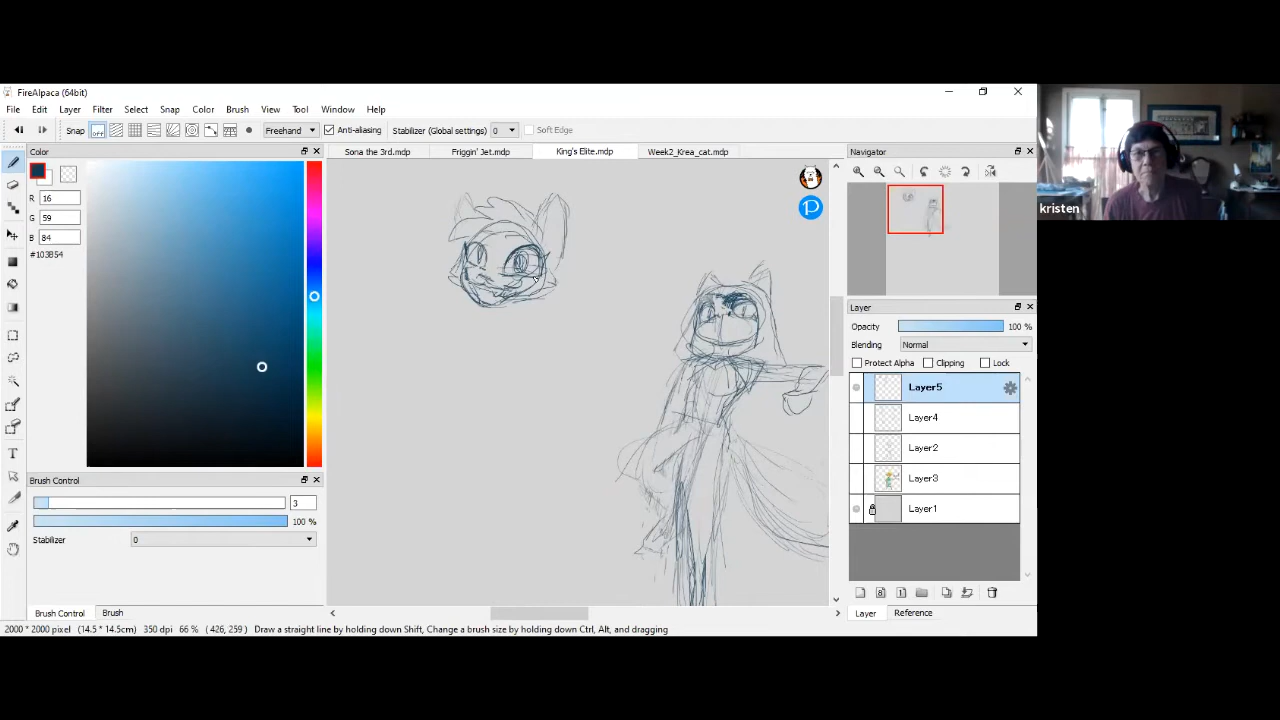 FireAlpaca (64bit)
File Edit Layer Filter Select Snap Color Brush View Tool Window Help
Snap OFF Freehand Anti-aliasing Stabilizer (Global settings) 0 Soft Edge
Color
Sona the 3rd.mdp Friggin' Jet.mdp King's Elite.mdp Week2_Krea_cat.mdp
Navigator
R 16
G 59
B 84
#103B54
kristen
Layer
Opacity 100 %
Blending Normal
Protect Alpha Clipping Lock
Layer5
Layer4
Layer2
Layer3
Layer1
Brush Control
3
100 %
Stabilizer 0
Brush Control Brush
Layer Reference
2000 * 2000 pixel (14.5 * 14.5cm) 350 dpi 66 % ( 426, 259 ) Draw a straight line by holding down Shift, Change a brush size by holding down Ctrl, Alt, and dragging